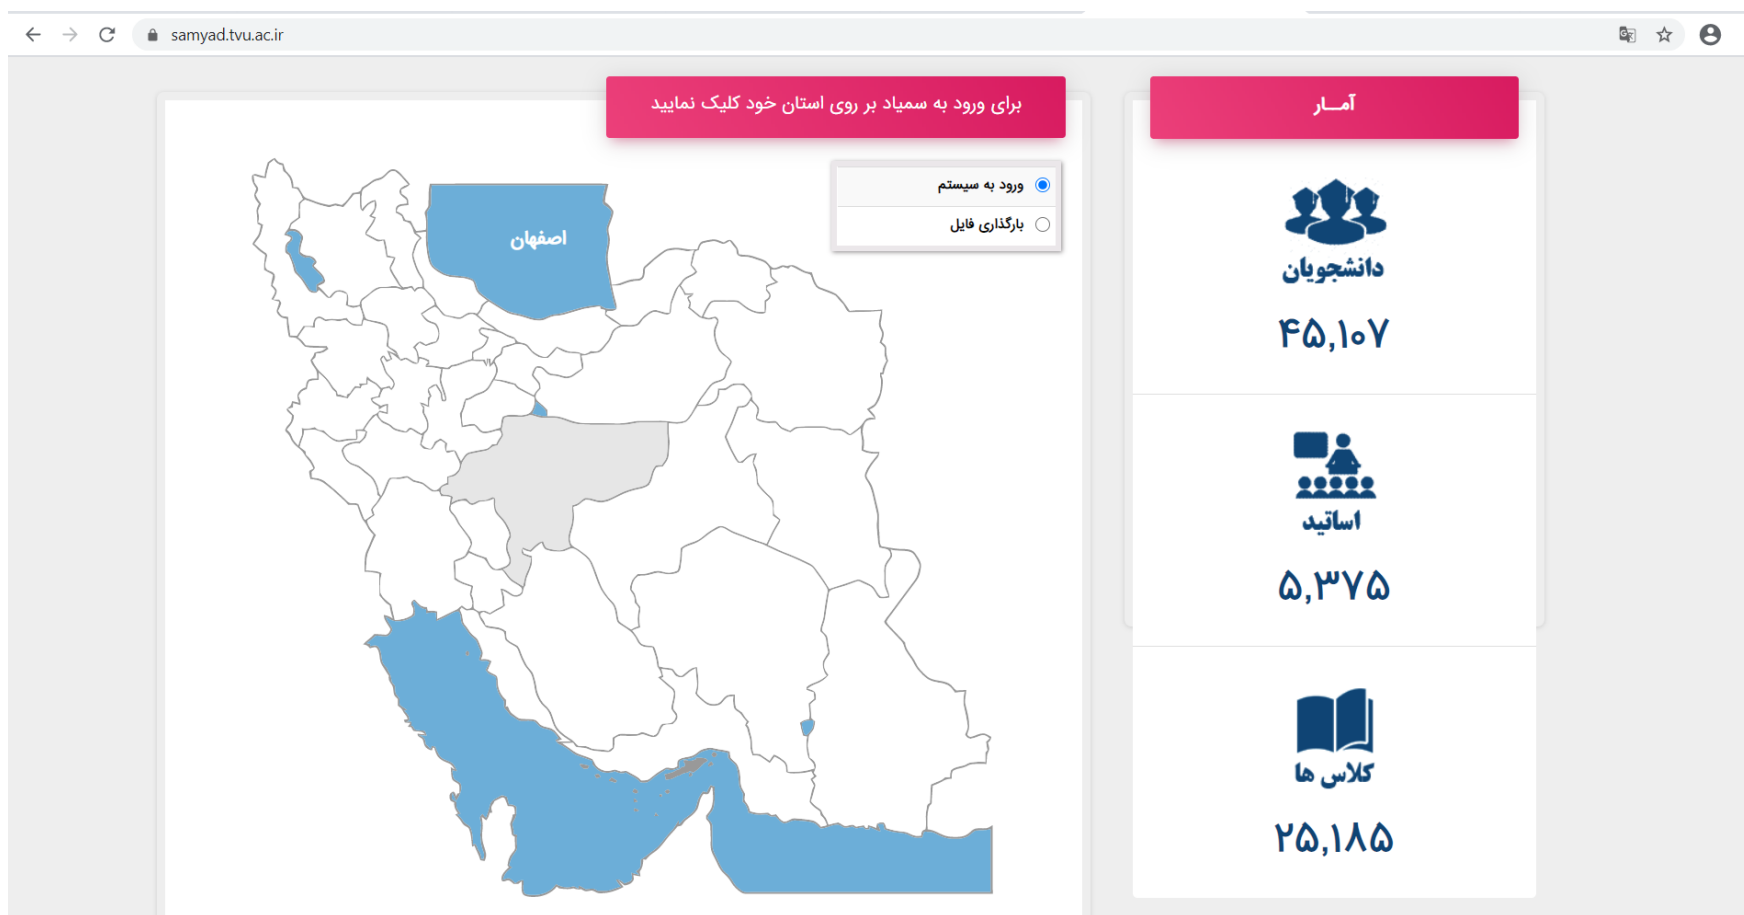 samyad.tvu.ac.ir
برای ورود به سمیاد بر روی استان خود کلیک نمایید
ورود به سیستم
بارگذاری فایل
اصفهان
آمــار
دانشجویان
۴۵,۱۰۷
اساتید
۵,۳۷۵
کلاس ها
۲۵,۱۸۵